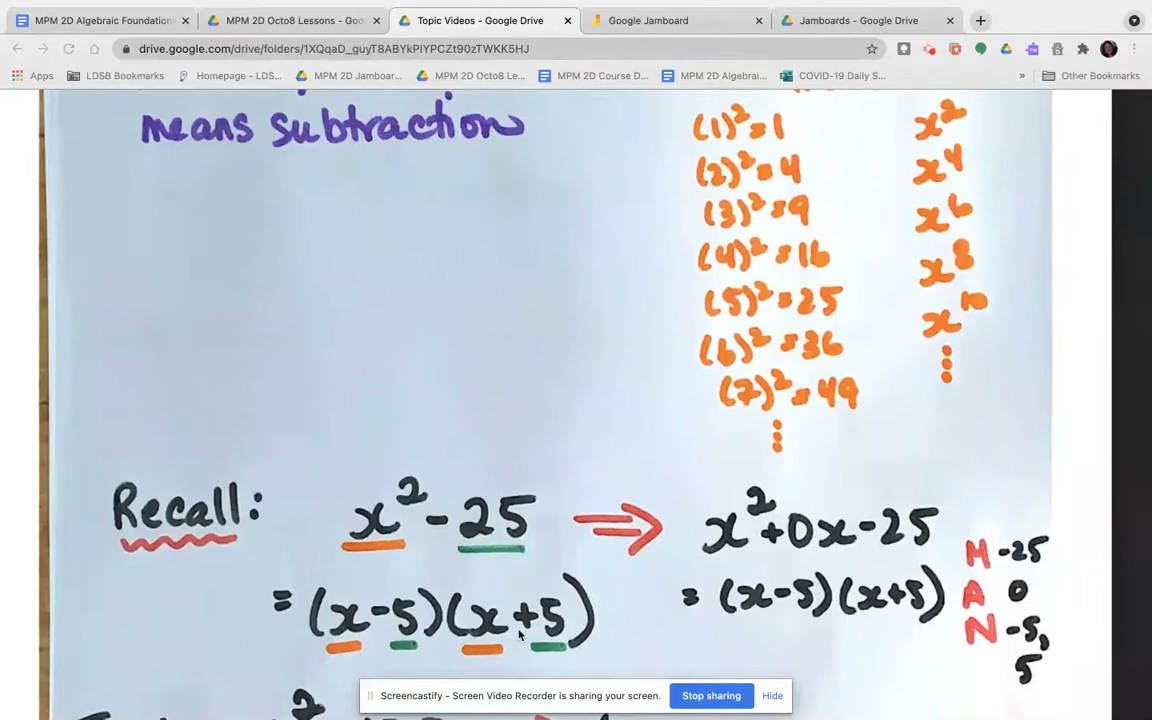 MPM 2D Algebraic Foundation
MPM 2D Octo8 Lessons - Goo
Topic Videos - Google Drive
Google Jamboard
Jamboards - Google Drive
drive.google.com/drive/folders/1XQqaD_guyT8ABYkPlYPCZt90zTWKK5HJ
Apps
LDSB Bookmarks
Homepage - LDS...
MPM 2D Jamboar...
MPM 2D Octo8 Le...
MPM 2D Course D...
MPM 2D Algebrai...
COVID-19 Daily S...
»
Other Bookmarks
means subtraction
(1)² = 1
(2)² = 4
(3)² = 9
(4)² = 16
(5)² = 25
(6)² = 36
(7)² = 49
x²
x⁴
x⁶
x⁸
x¹⁰
Recall: x² - 25 ⇒ x² + 0x - 25
= (x - 5)(x + 5)
= (x - 5)(x + 5)
M -25
A 0
N -5,
5
Screencastify - Screen Video Recorder is sharing your screen.
Stop sharing
Hide